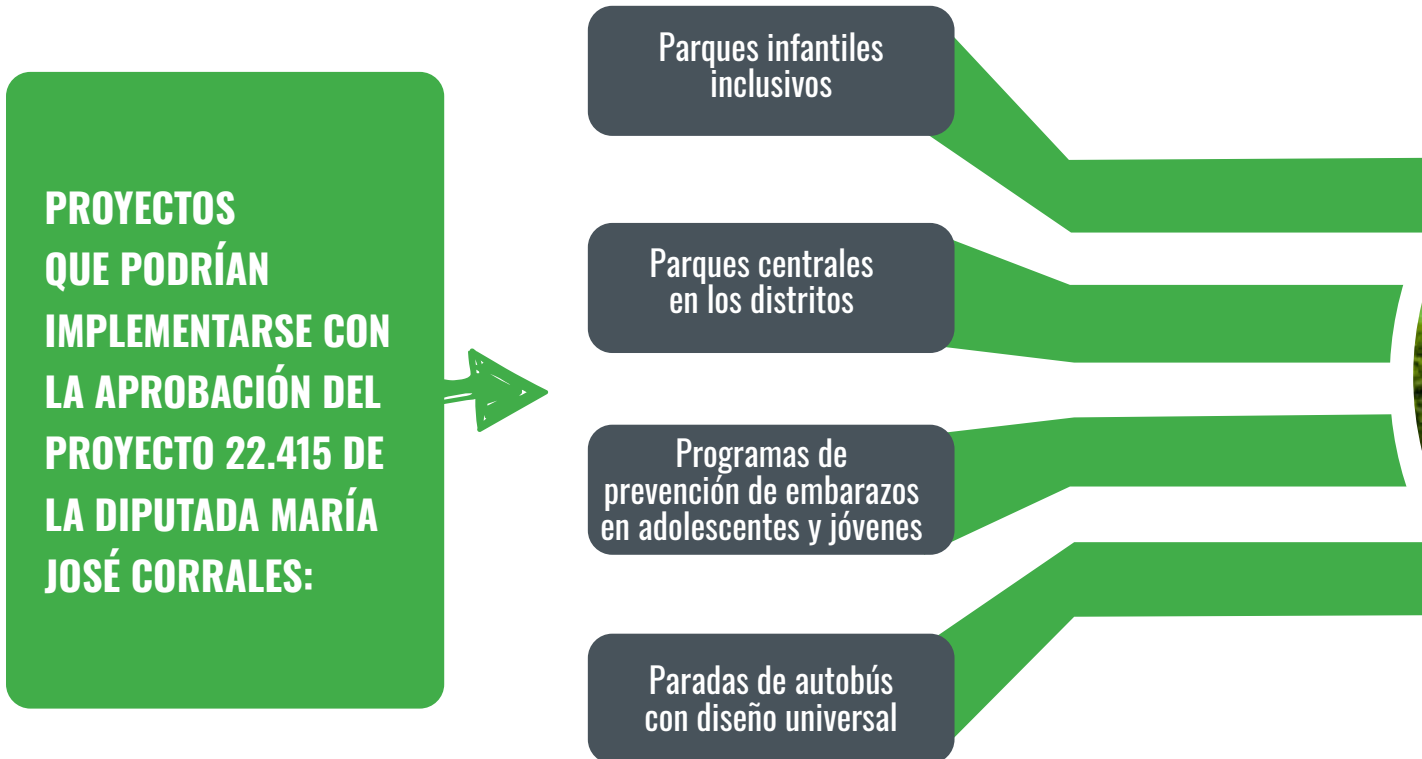 PROYECTOS
QUE PODRÍAN
IMPLEMENTARSE CON
LA APROBACIÓN DEL
PROYECTO 22.415 DE
LA DIPUTADA MARÍA
JOSÉ CORRALES:
Parques infantiles
inclusivos
Parques centrales
en los distritos
Programas de
prevención de embarazos
en adolescentes y jóvenes
Paradas de autobús
con diseño universal